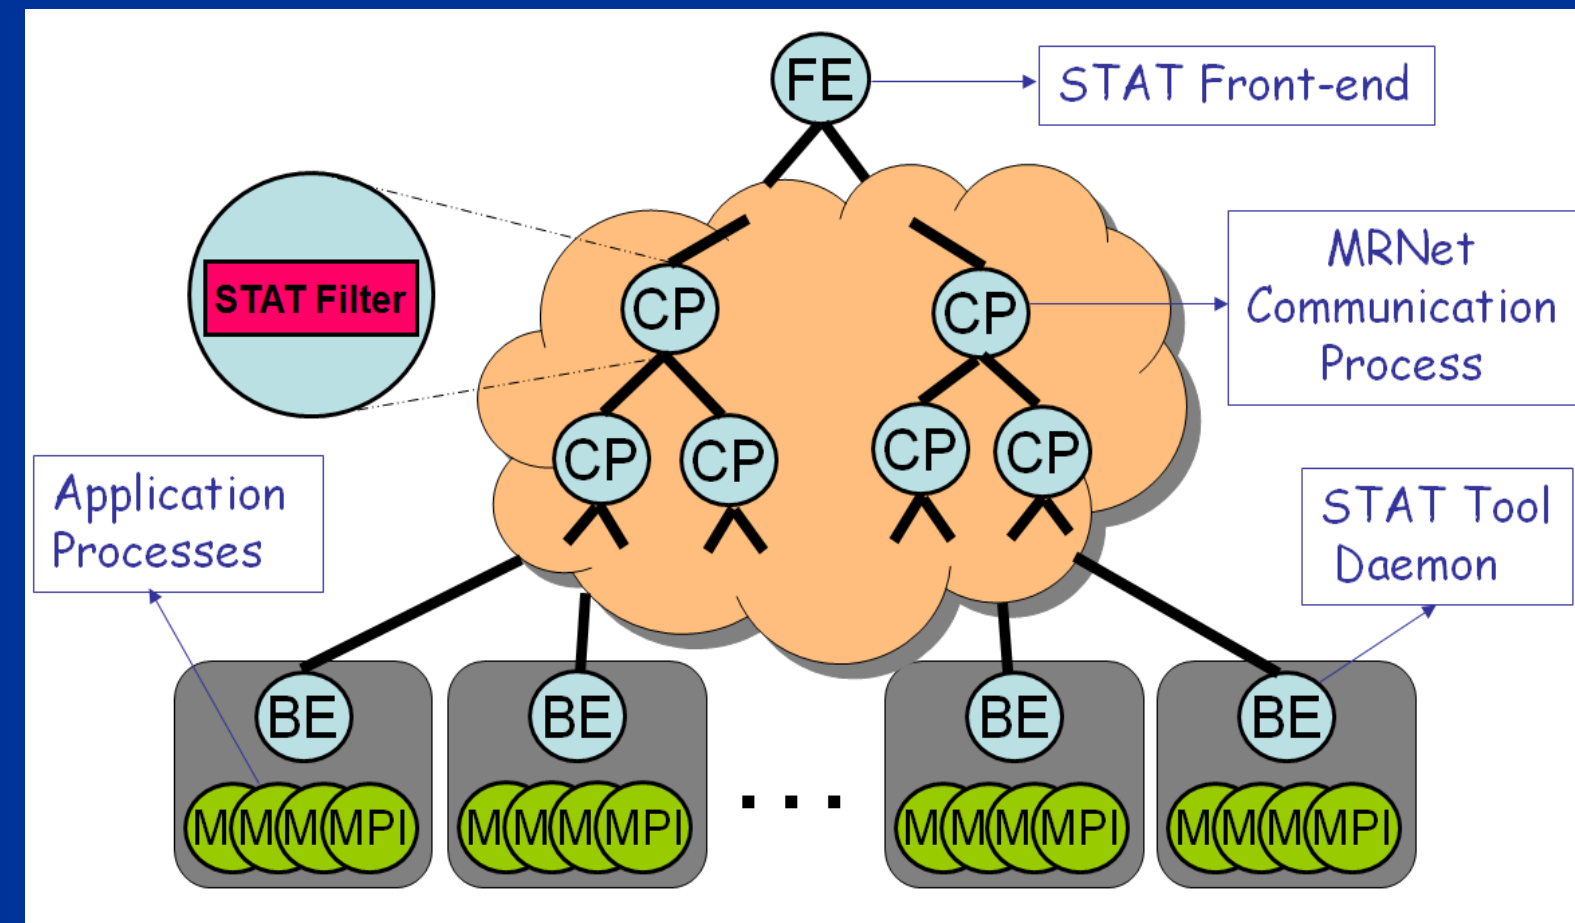 FE
STAT Front-end
STAT Filter
CP
CP
MRNet
Communication
Process
CP
CP
CP
CP
Application
Processes
STAT Tool
Daemon
BE
BE
BE
BE
M M M MPI
M M M MPI
. . .
M M M MPI
M M M MPI